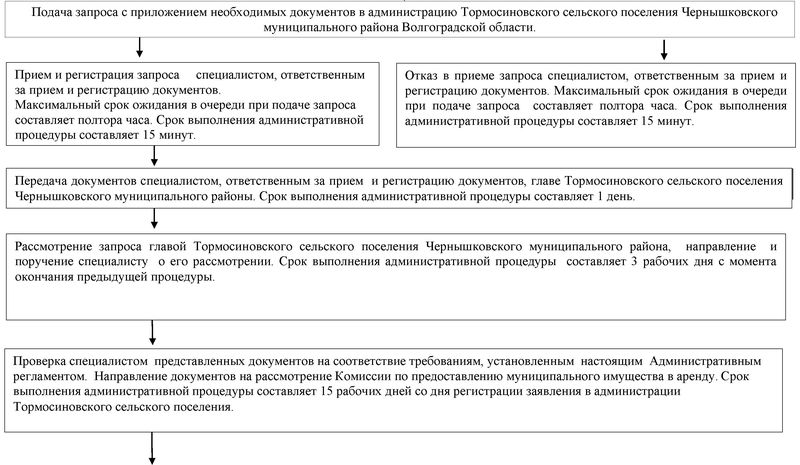 Подача запроса с приложением необходимых документов в администрацию Тормосиновского сельского поселения Чернышковского
муниципального района Волгоградской области.
Прием и регистрация запроса специалистом, ответственным
за прием и регистрацию документов.
Максимальный срок ожидания в очереди при подаче запроса
составляет полтора часа. Срок выполнения административной
процедуры составляет 15 минут.
Отказ в приеме запроса специалистом, ответственным за прием и
регистрацию документов. Максимальный срок ожидания в очереди
при подаче запроса составляет полтора часа. Срок выполнения
административной процедуры составляет 15 минут.
Передача документов специалистом, ответственным за прием и регистрацию документов, главе Тормосиновского сельского поселения
Чернышковского муниципального районы. Срок выполнения административной процедуры составляет 1 день.
Рассмотрение запроса главой Тормосиновского сельского поселения Чернышковского муниципального района, направление и
поручение специалисту о его рассмотрении. Срок выполнения административной процедуры составляет 3 рабочих дня с момента
окончания предыдущей процедуры.
Проверка специалистом представленных документов на соответствие требованиям, установленным настоящим Административным
регламентом. Направление документов на рассмотрение Комиссии по предоставлению муниципального имущества в аренду. Срок
выполнения административной процедуры составляет 15 рабочих дней со дня регистрации заявления в администрации
Тормосиновского сельского поселения.